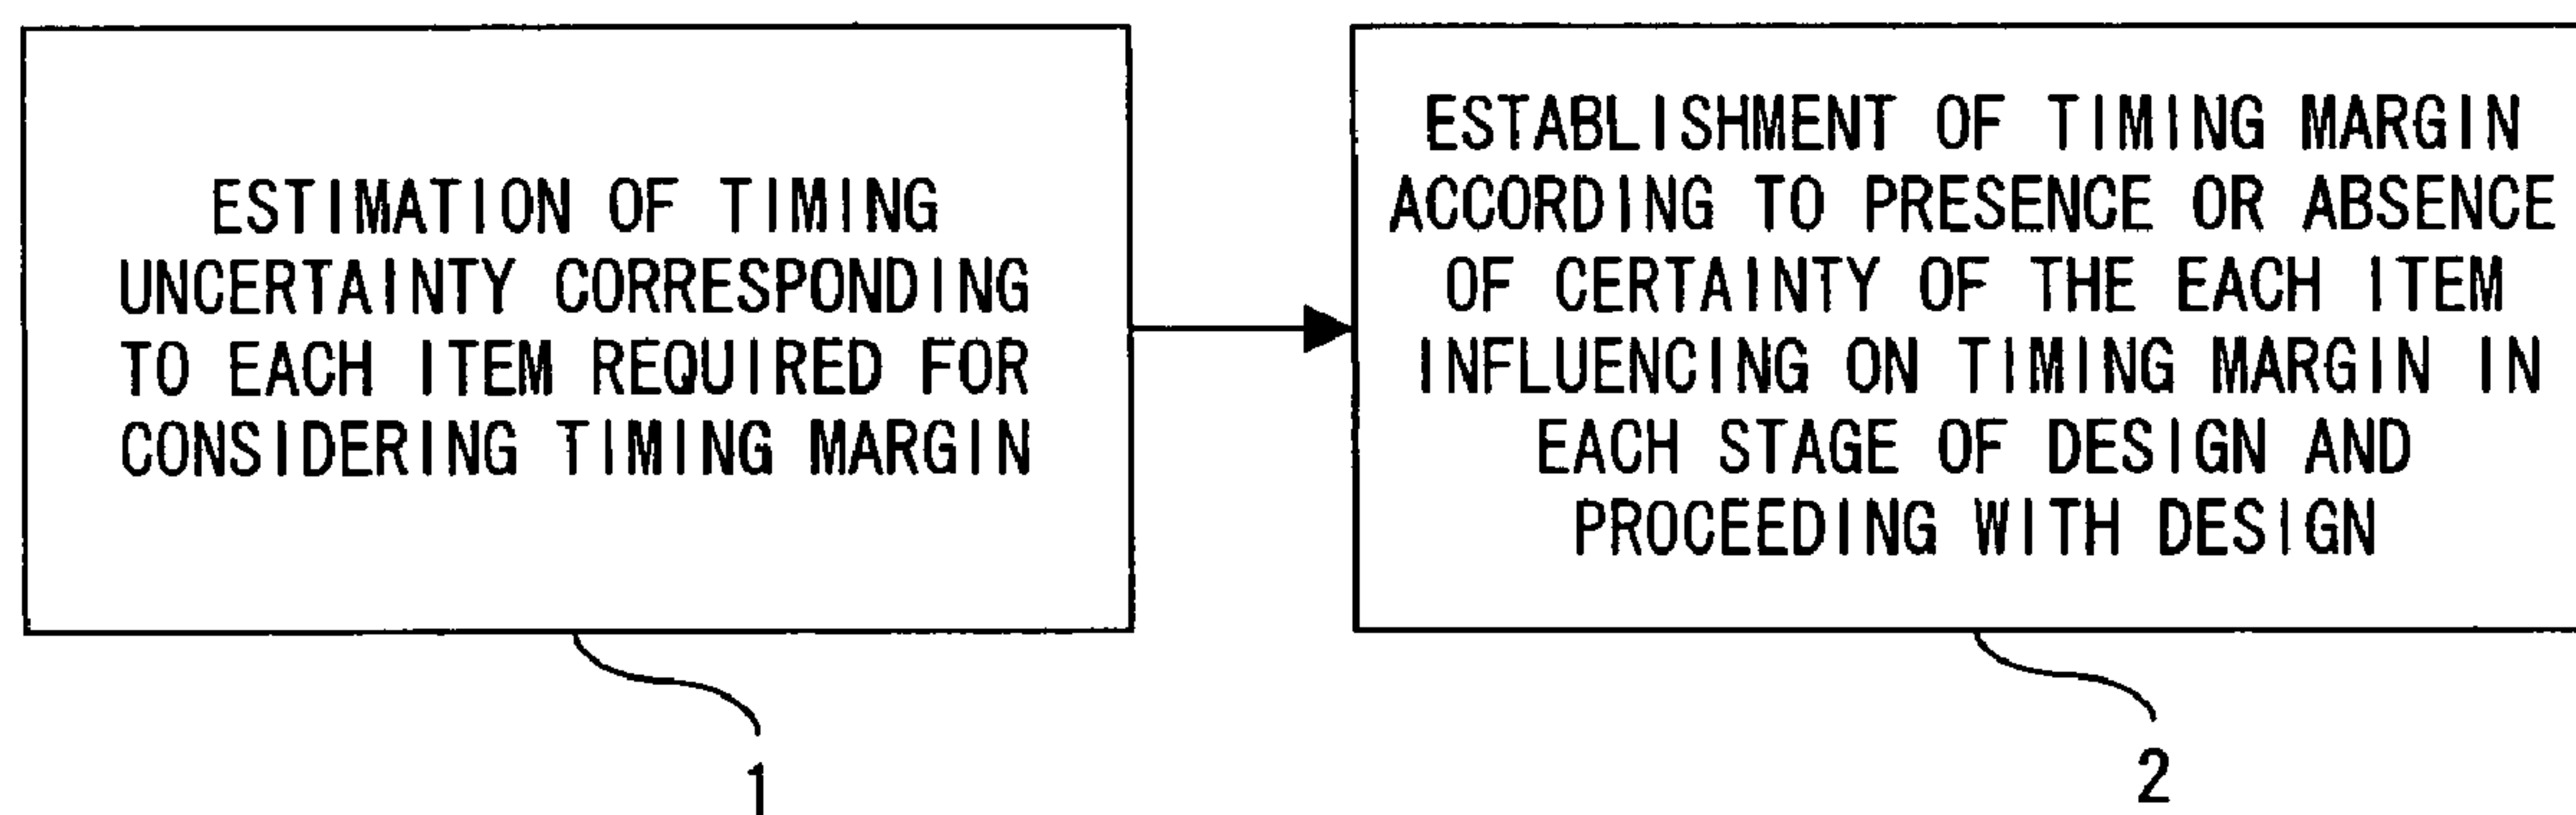 ESTIMATION OF TIMING
UNCERTAINTY CORRESPONDING
TO EACH ITEM REQUIRED FOR
CONSIDERING TIMING MARGIN
1
ESTABLISHMENT OF TIMING MARGIN
ACCORDING TO PRESENCE OR ABSENCE
OF CERTAINTY OF THE EACH ITEM
INFLUENCING ON TIMING MARGIN IN
EACH STAGE OF DESIGN AND
PROCEEDING WITH DESIGN
2